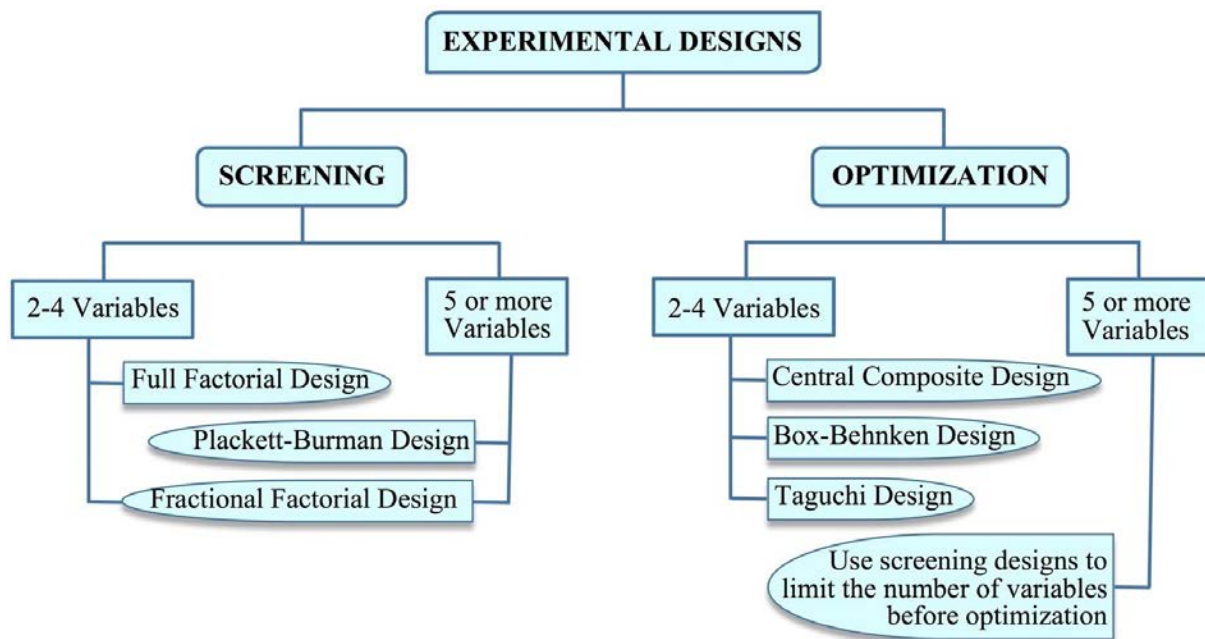 EXPERIMENTAL DESIGNS
SCREENING
2-4 Variables
5 or more
Variables
Full Factorial Design
Plackett-Burman Design
Fractional Factorial Design
OPTIMIZATION
2-4 Variables
5 or more
Variables
Central Composite Design
Box-Behnken Design
Taguchi Design
Use screening designs to
limit the number of variables
before optimization